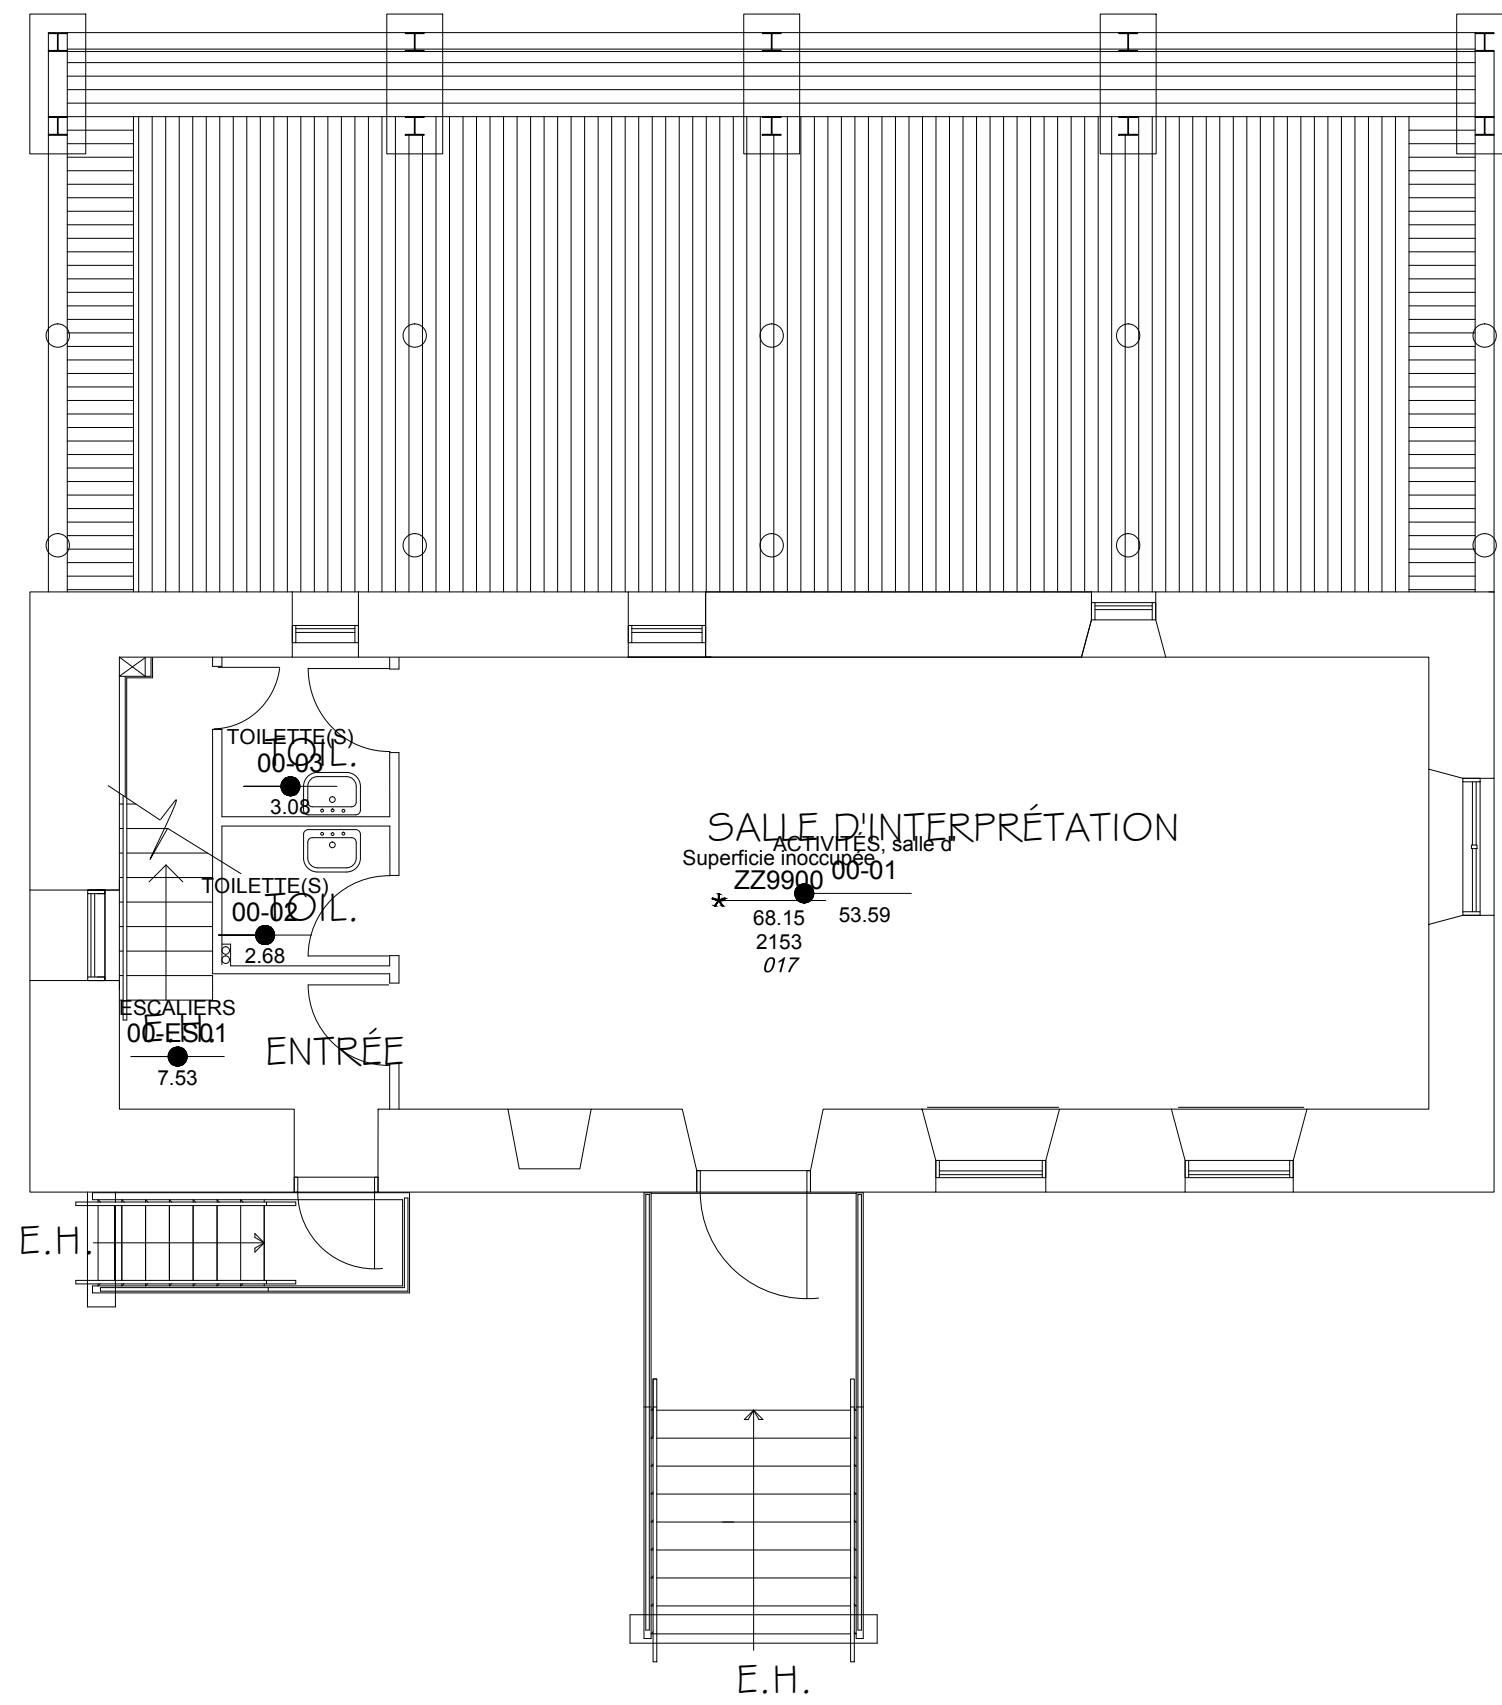 TOILETTE(S)
TOIL.
00-03
3.08
SALLE D'INTERPRÉTATION
ACTIVITÉS, salle d'
Superficie inoccupée
00-01
ZZ9900
*
68.15
53.59
2153
017
TOILETTE(S)
TOIL.
00-02
2.68
ESCALIERS
E.H.
00-ES01
7.53
ENTRÉE
E.H.
E.H.